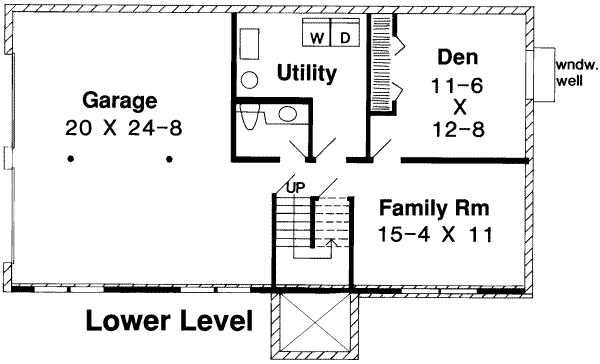 W D
Den
wndw.
well
Utility
11-6
X
12-8
Garage
20 X 24-8
UP
Family Rm
15-4 X 11
Lower Level